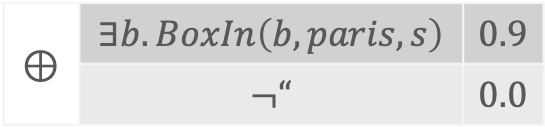 ⊕ ∃b.BoxIn(b, paris, s) 0.9
¬“ 0.0